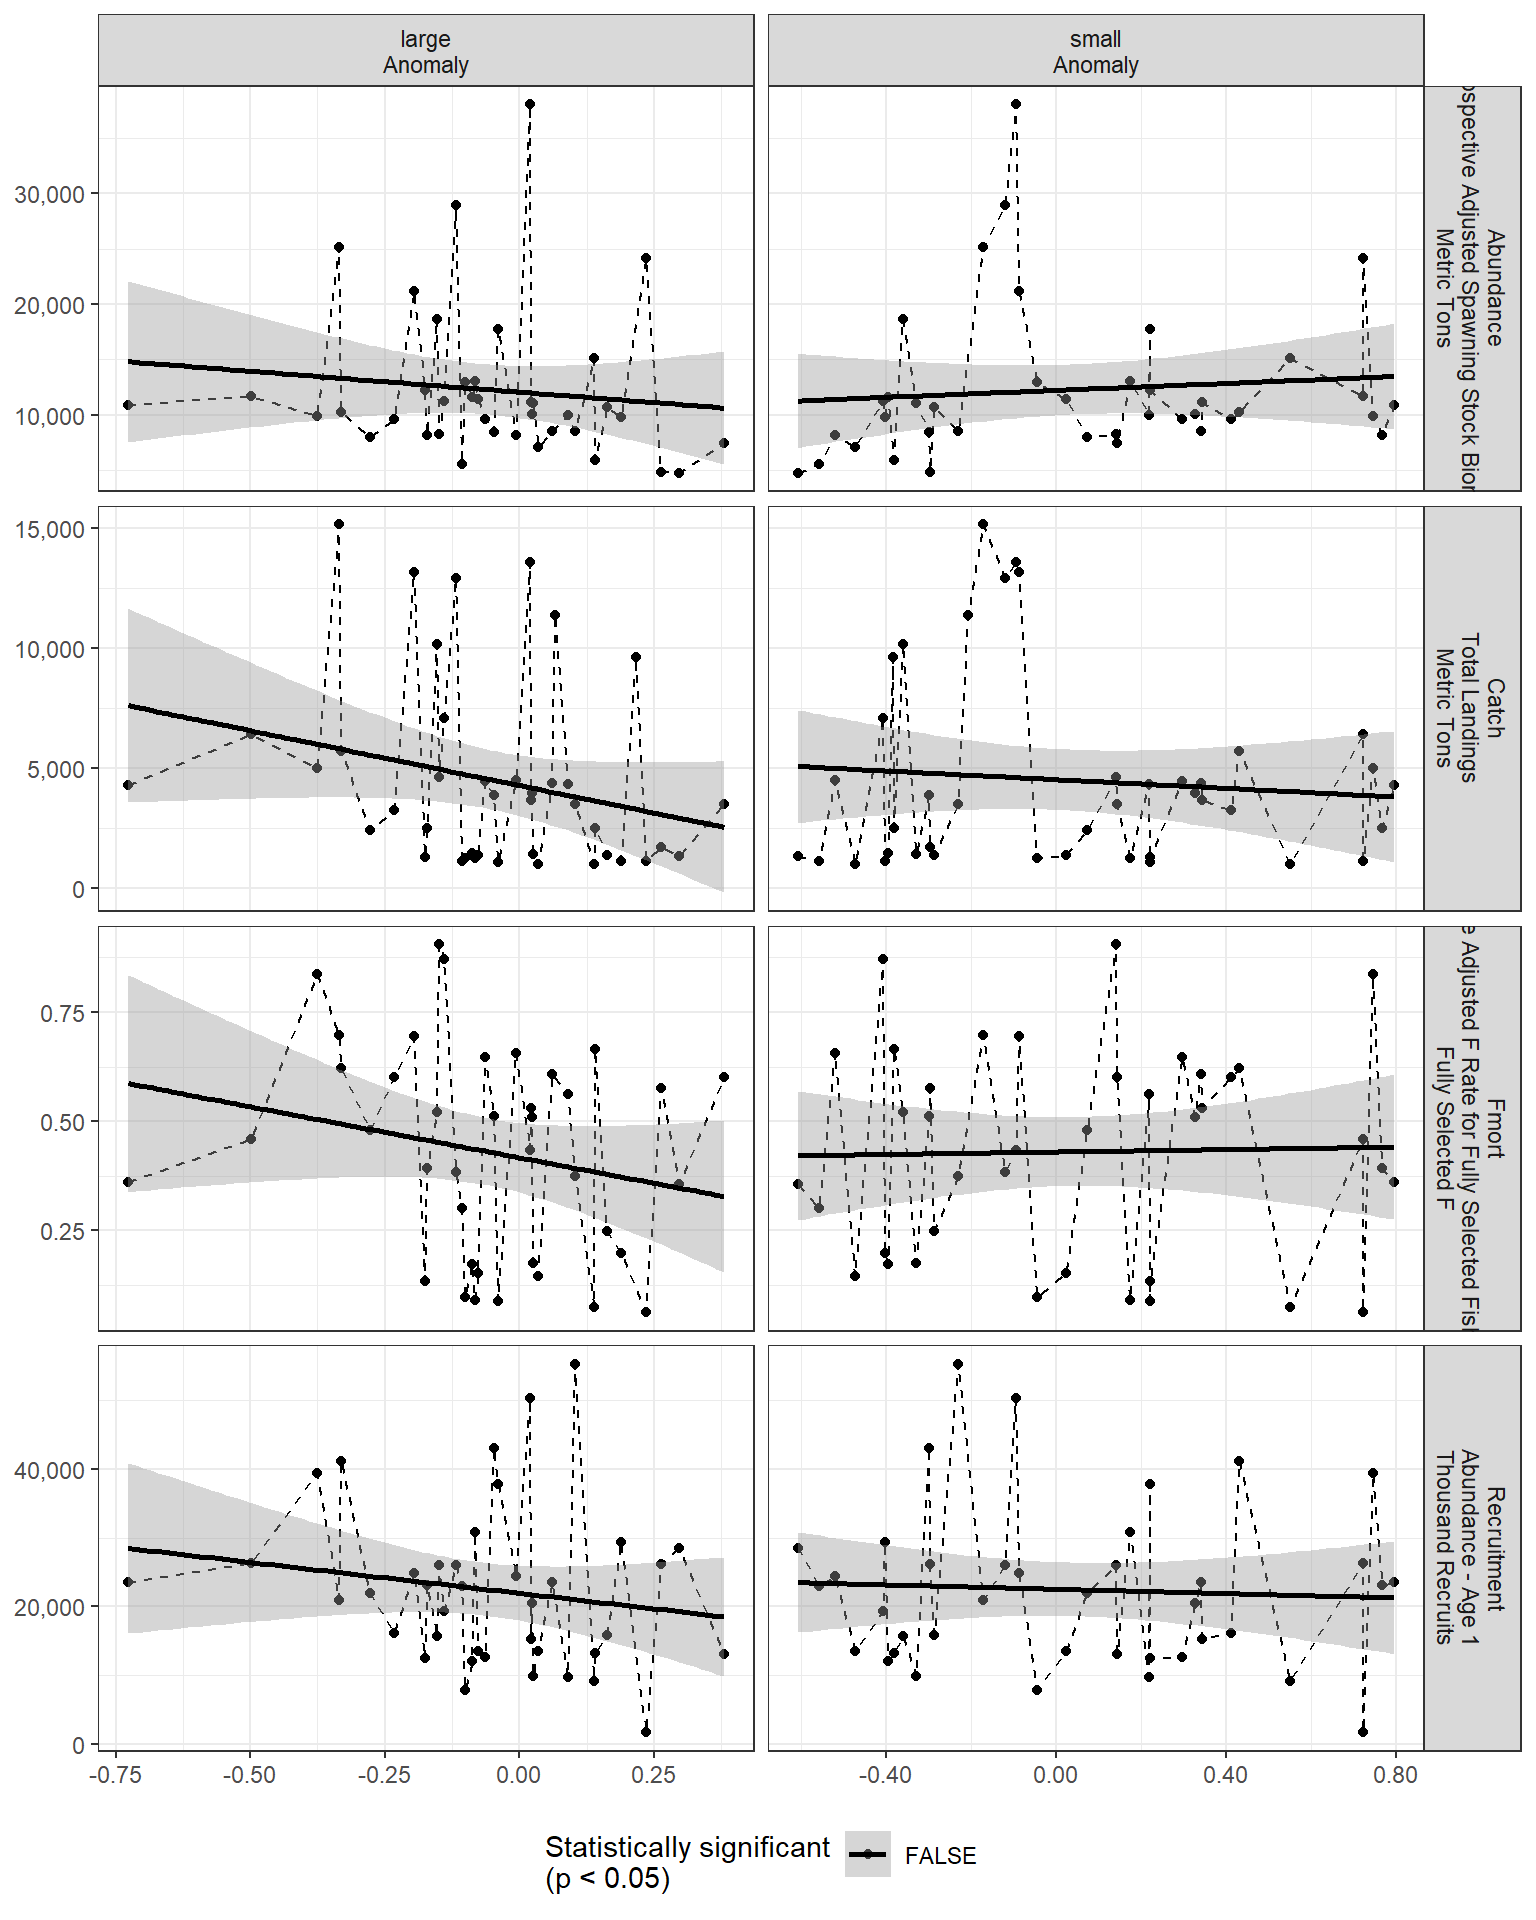 large
Anomaly
small
Anomaly
30,000
20,000
10,000
Abundance
Adjusted Spawning Stock
Metric Tons
15,000
10,000
5,000
0
Catch
Total Landings
Metric Tons
0.75
0.50
0.25
Fmort
Adjusted F Rate for Fully Selected
Fully Selected F
40,000
20,000
0
Recruitment
Abundance - Age 1
Thousand Recruits
-0.75
-0.50
-0.25
0.00
0.25
-0.40
0.00
0.40
0.80
Statistically significant
(p < 0.05)
FALSE